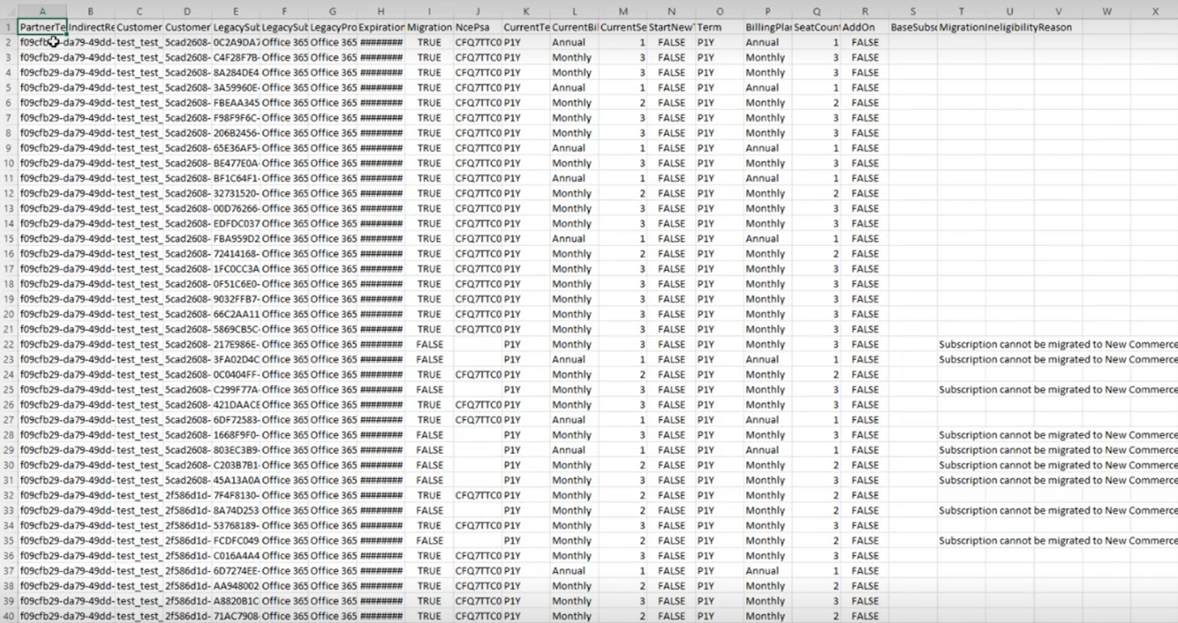 A B C D E F G H I J K L M N O P Q R S T U V W X
1 PartnerTe IndirectRe Customer Customer LegacySul LegacySul LegacyPro Expiration Migration NcePsa CurrentTe CurrentBil CurrentSe StartNewT Term BillingPlan SeatCoun AddOn BaseSubsc MigrationIneligibilityReason
2 f09cfb29-da79-49dd- test_test_ 5cad2608- 0C2A9DA7 Office 365 Office 365 ######## TRUE CFQ7TTC0 P1Y Annual 1 FALSE P1Y Annual 1 FALSE
3 f09cfb29-da79-49dd- test_test_ 5cad2608- C4F28F7B- Office 365 Office 365 ######## TRUE CFQ7TTC0 P1Y Monthly 3 FALSE P1Y Monthly 3 FALSE
4 f09cfb29-da79-49dd- test_test_ 5cad2608- 8A284DE4 Office 365 Office 365 ######## TRUE CFQ7TTC0 P1Y Monthly 3 FALSE P1Y Monthly 3 FALSE
5 f09cfb29-da79-49dd- test_test_ 5cad2608- 3A59960E- Office 365 Office 365 ######## TRUE CFQ7TTC0 P1Y Annual 1 FALSE P1Y Annual 1 FALSE
6 f09cfb29-da79-49dd- test_test_ 5cad2608- FBEAA345 Office 365 Office 365 ######## TRUE CFQ7TTC0 P1Y Monthly 2 FALSE P1Y Monthly 2 FALSE
7 f09cfb29-da79-49dd- test_test_ 5cad2608- F98F9F6C- Office 365 Office 365 ######## TRUE CFQ7TTC0 P1Y Monthly 3 FALSE P1Y Monthly 3 FALSE
8 f09cfb29-da79-49dd- test_test_ 5cad2608- 206B2456- Office 365 Office 365 ######## TRUE CFQ7TTC0 P1Y Monthly 3 FALSE P1Y Monthly 3 FALSE
9 f09cfb29-da79-49dd- test_test_ 5cad2608- 65E36AF5- Office 365 Office 365 ######## TRUE CFQ7TTC0 P1Y Annual 1 FALSE P1Y Annual 1 FALSE
10 f09cfb29-da79-49dd- test_test_ 5cad2608- BE477E0A- Office 365 Office 365 ######## TRUE CFQ7TTC0 P1Y Monthly 3 FALSE P1Y Monthly 3 FALSE
11 f09cfb29-da79-49dd- test_test_ 5cad2608- BF1C64F1- Office 365 Office 365 ######## TRUE CFQ7TTC0 P1Y Annual 1 FALSE P1Y Annual 1 FALSE
12 f09cfb29-da79-49dd- test_test_ 5cad2608- 32731520- Office 365 Office 365 ######## TRUE CFQ7TTC0 P1Y Monthly 2 FALSE P1Y Monthly 2 FALSE
13 f09cfb29-da79-49dd- test_test_ 5cad2608- 00D76266- Office 365 Office 365 ######## TRUE CFQ7TTC0 P1Y Monthly 3 FALSE P1Y Monthly 3 FALSE
14 f09cfb29-da79-49dd- test_test_ 5cad2608- EDFDC037 Office 365 Office 365 ######## TRUE CFQ7TTC0 P1Y Monthly 3 FALSE P1Y Monthly 3 FALSE
15 f09cfb29-da79-49dd- test_test_ 5cad2608- FBA959D2 Office 365 Office 365 ######## TRUE CFQ7TTC0 P1Y Annual 1 FALSE P1Y Annual 1 FALSE
16 f09cfb29-da79-49dd- test_test_ 5cad2608- 72414168- Office 365 Office 365 ######## TRUE CFQ7TTC0 P1Y Monthly 2 FALSE P1Y Monthly 2 FALSE
17 f09cfb29-da79-49dd- test_test_ 5cad2608- 1FC0CC3A Office 365 Office 365 ######## TRUE CFQ7TTC0 P1Y Monthly 3 FALSE P1Y Monthly 3 FALSE
18 f09cfb29-da79-49dd- test_test_ 5cad2608- 0F51C6E0- Office 365 Office 365 ######## TRUE CFQ7TTC0 P1Y Monthly 3 FALSE P1Y Monthly 3 FALSE
19 f09cfb29-da79-49dd- test_test_ 5cad2608- 9032FFB7- Office 365 Office 365 ######## TRUE CFQ7TTC0 P1Y Monthly 3 FALSE P1Y Monthly 3 FALSE
20 f09cfb29-da79-49dd- test_test_ 5cad2608- 66C2AA11 Office 365 Office 365 ######## TRUE CFQ7TTC0 P1Y Monthly 3 FALSE P1Y Monthly 3 FALSE
21 f09cfb29-da79-49dd- test_test_ 5cad2608- 5869CB5C- Office 365 Office 365 ######## TRUE CFQ7TTC0 P1Y Monthly 3 FALSE P1Y Monthly 3 FALSE
22 f09cfb29-da79-49dd- test_test_ 5cad2608- 217E986E- Office 365 Office 365 ######## FALSE P1Y Monthly 3 FALSE P1Y Monthly 3 FALSE Subscription cannot be migrated to New Commerce
23 f09cfb29-da79-49dd- test_test_ 5cad2608- 3FA02D4C Office 365 Office 365 ######## FALSE P1Y Annual 1 FALSE P1Y Annual 1 FALSE Subscription cannot be migrated to New Commerce
24 f09cfb29-da79-49dd- test_test_ 5cad2608- 0C0404FF- Office 365 Office 365 ######## TRUE CFQ7TTC0 P1Y Monthly 2 FALSE P1Y Monthly 2 FALSE
25 f09cfb29-da79-49dd- test_test_ 5cad2608- C299F77A- Office 365 Office 365 ######## FALSE P1Y Monthly 3 FALSE P1Y Monthly 3 FALSE Subscription cannot be migrated to New Commerce
26 f09cfb29-da79-49dd- test_test_ 5cad2608- 421DAACE Office 365 Office 365 ######## TRUE CFQ7TTC0 P1Y Monthly 3 FALSE P1Y Monthly 3 FALSE
27 f09cfb29-da79-49dd- test_test_ 5cad2608- 6DF72583- Office 365 Office 365 ######## TRUE CFQ7TTC0 P1Y Annual 1 FALSE P1Y Annual 1 FALSE
28 f09cfb29-da79-49dd- test_test_ 5cad2608- 1668F9F0- Office 365 Office 365 ######## FALSE P1Y Monthly 3 FALSE P1Y Monthly 3 FALSE Subscription cannot be migrated to New Commerce
29 f09cfb29-da79-49dd- test_test_ 5cad2608- 803EC3B9- Office 365 Office 365 ######## FALSE P1Y Annual 1 FALSE P1Y Annual 1 FALSE Subscription cannot be migrated to New Commerce
30 f09cfb29-da79-49dd- test_test_ 5cad2608- C203B7B1- Office 365 Office 365 ######## FALSE P1Y Monthly 2 FALSE P1Y Monthly 2 FALSE Subscription cannot be migrated to New Commerce
31 f09cfb29-da79-49dd- test_test_ 5cad2608- 45A13A0A Office 365 Office 365 ######## FALSE P1Y Monthly 3 FALSE P1Y Monthly 3 FALSE Subscription cannot be migrated to New Commerce
32 f09cfb29-da79-49dd- test_test_ 2f586d1d- 7F4F8130- Office 365 Office 365 ######## TRUE CFQ7TTC0 P1Y Monthly 2 FALSE P1Y Monthly 2 FALSE
33 f09cfb29-da79-49dd- test_test_ 2f586d1d- 8A74D253 Office 365 Office 365 ######## FALSE P1Y Monthly 2 FALSE P1Y Monthly 2 FALSE Subscription cannot be migrated to New Commerce
34 f09cfb29-da79-49dd- test_test_ 2f586d1d- 53768189- Office 365 Office 365 ######## TRUE CFQ7TTC0 P1Y Monthly 3 FALSE P1Y Monthly 3 FALSE
35 f09cfb29-da79-49dd- test_test_ 2f586d1d- FCDFC049 Office 365 Office 365 ######## FALSE P1Y Monthly 2 FALSE P1Y Monthly 2 FALSE Subscription cannot be migrated to New Commerce
36 f09cfb29-da79-49dd- test_test_ 2f586d1d- C016A4A4 Office 365 Office 365 ######## TRUE CFQ7TTC0 P1Y Monthly 3 FALSE P1Y Monthly 3 FALSE
37 f09cfb29-da79-49dd- test_test_ 2f586d1d- 6D7274EE- Office 365 Office 365 ######## TRUE CFQ7TTC0 P1Y Annual 1 FALSE P1Y Annual 1 FALSE
38 f09cfb29-da79-49dd- test_test_ 2f586d1d- AA948002 Office 365 Office 365 ######## TRUE CFQ7TTC0 P1Y Monthly 2 FALSE P1Y Monthly 2 FALSE
39 f09cfb29-da79-49dd- test_test_ 2f586d1d- A8820B1C Office 365 Office 365 ######## TRUE CFQ7TTC0 P1Y Monthly 3 FALSE P1Y Monthly 3 FALSE
40 f09cfb29-da79-49dd- test_test_ 2f586d1d- 71AC7908- Office 365 Office 365 ######## TRUE CFQ7TTC0 P1Y Monthly 2 FALSE P1Y Monthly 2 FALSE